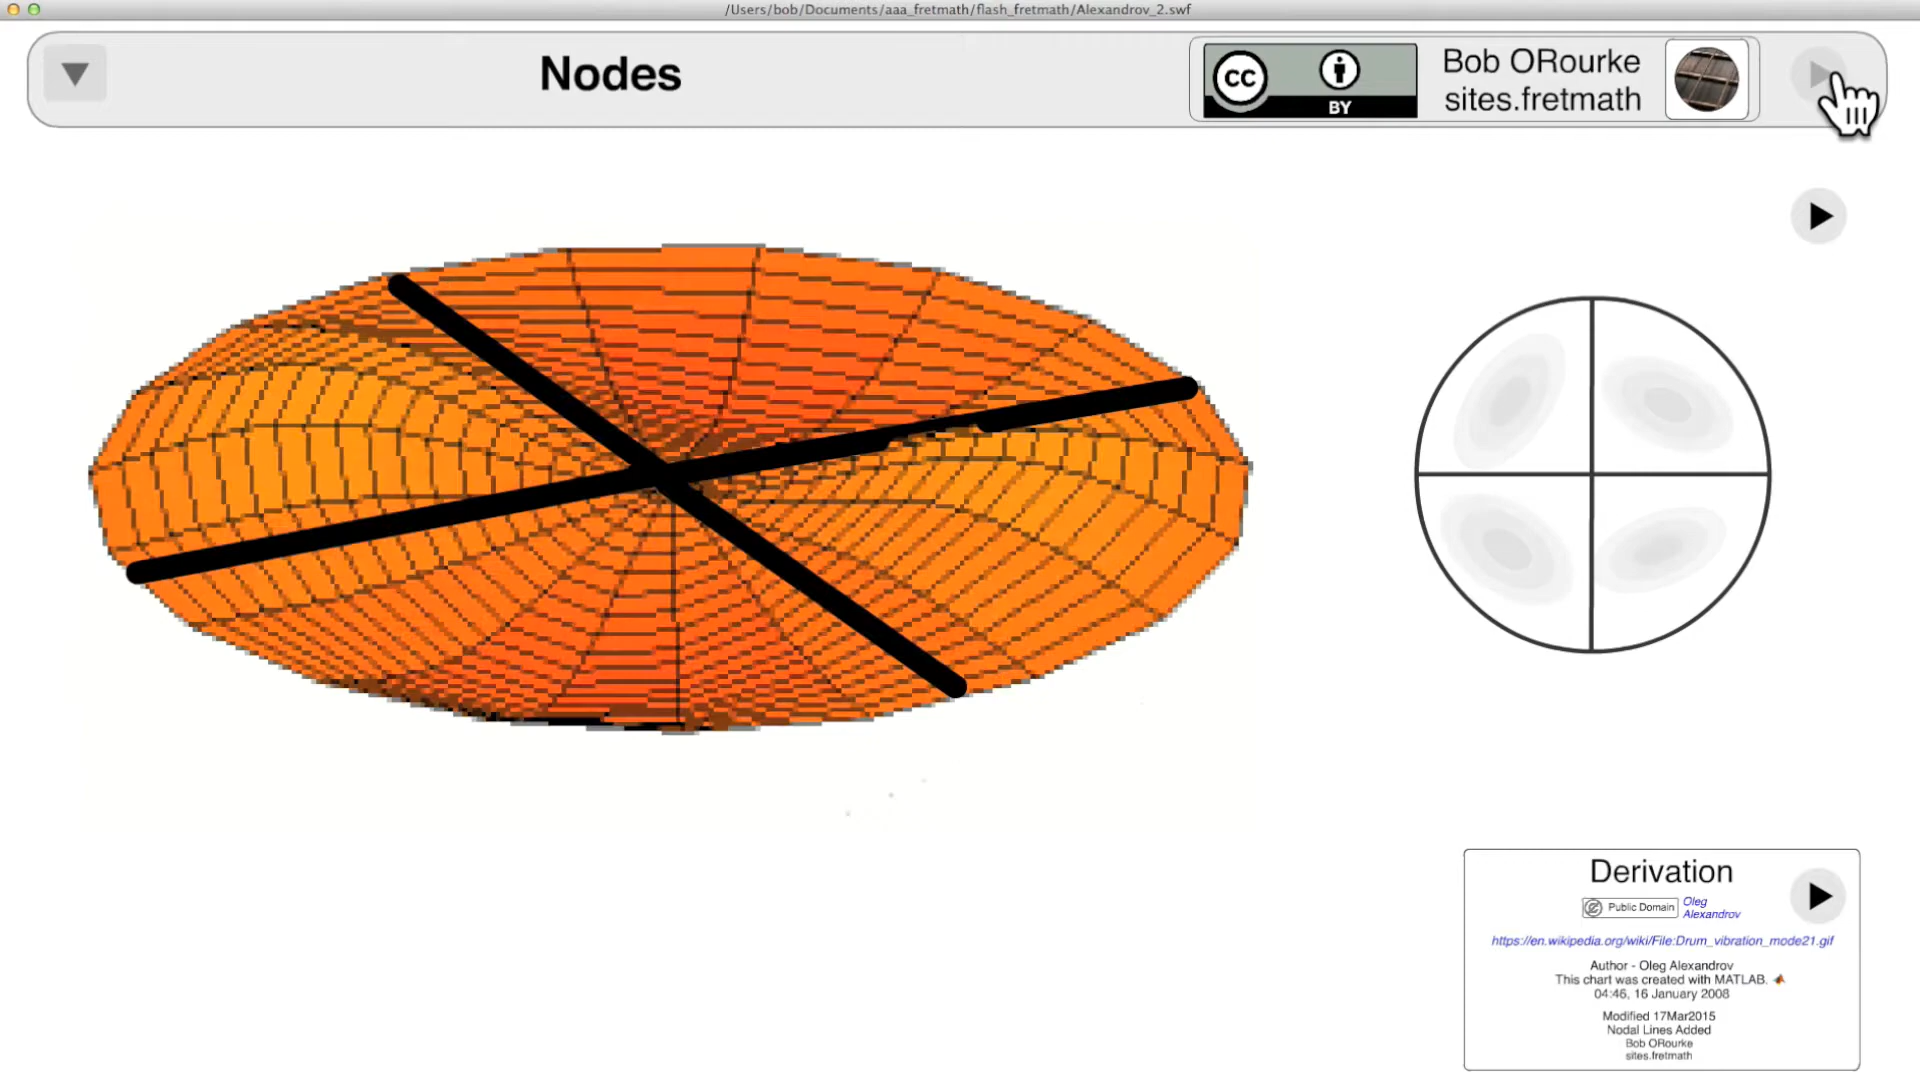 /Users/bob/Documents/aaa_fretmath/flash_fretmath/Alexandrov_2.swf
Nodes
cc
BY
Bob ORourke
sites.fretmath
Derivation
Public Domain
Oleg
Alexandrov
https://en.wikipedia.org/wiki/File:Drum_vibration_mode21.gif
Author - Oleg Alexandrov
This chart was created with MATLAB.
04:46, 16 January 2008
Modified 17Mar2015
Nodal Lines Added
Bob ORourke
sites.fretmath